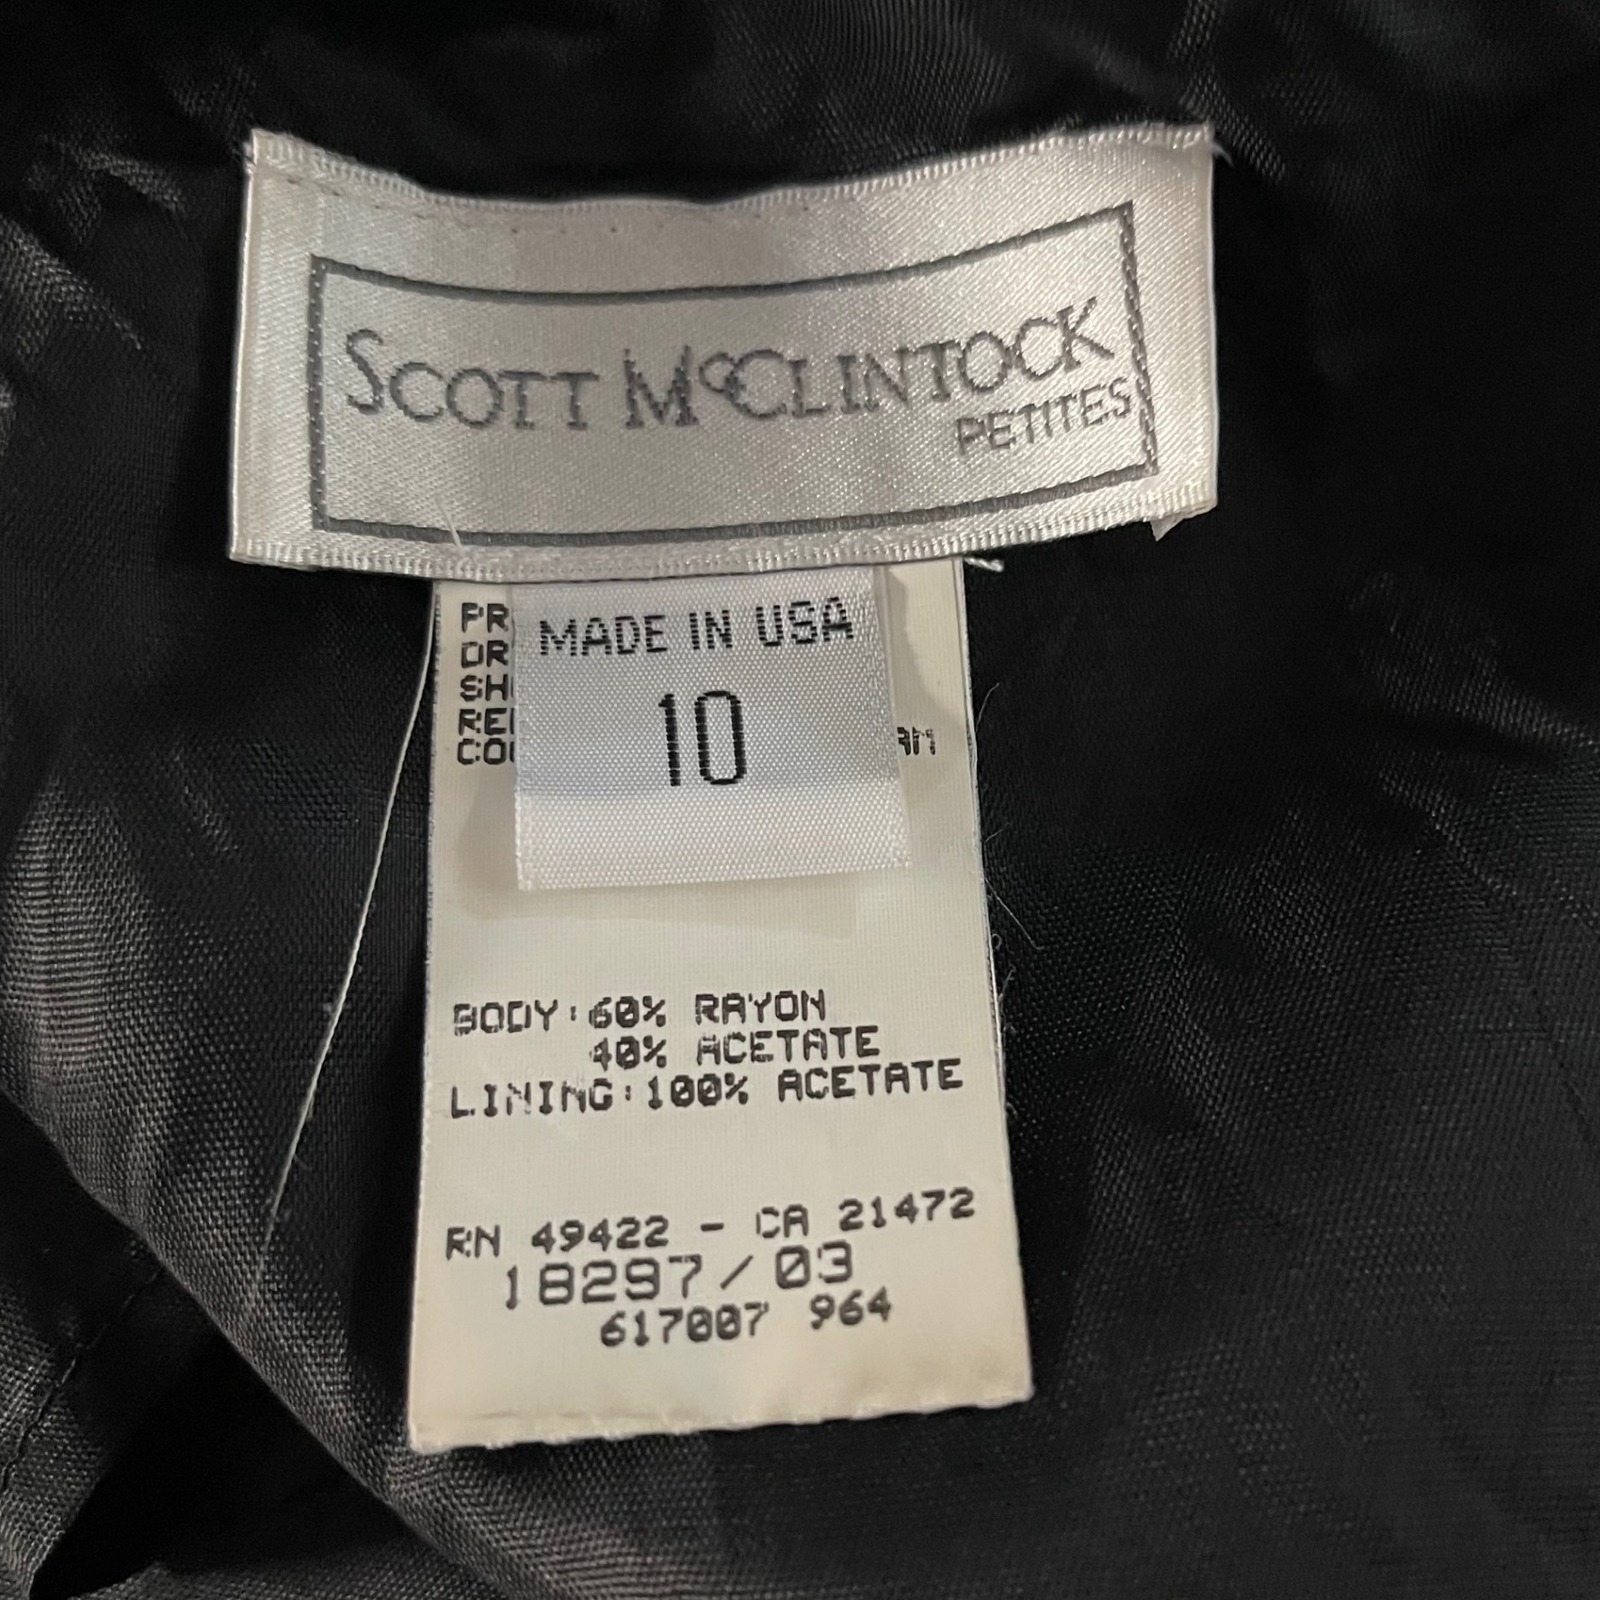 SCOTT McCLINTOCK
PETITES
MADE IN USA
10
BODY:60% RAYON
40% ACETATE
LINING:100% ACETATE
RN 49422 - CA 21472
18297/03
617007 964